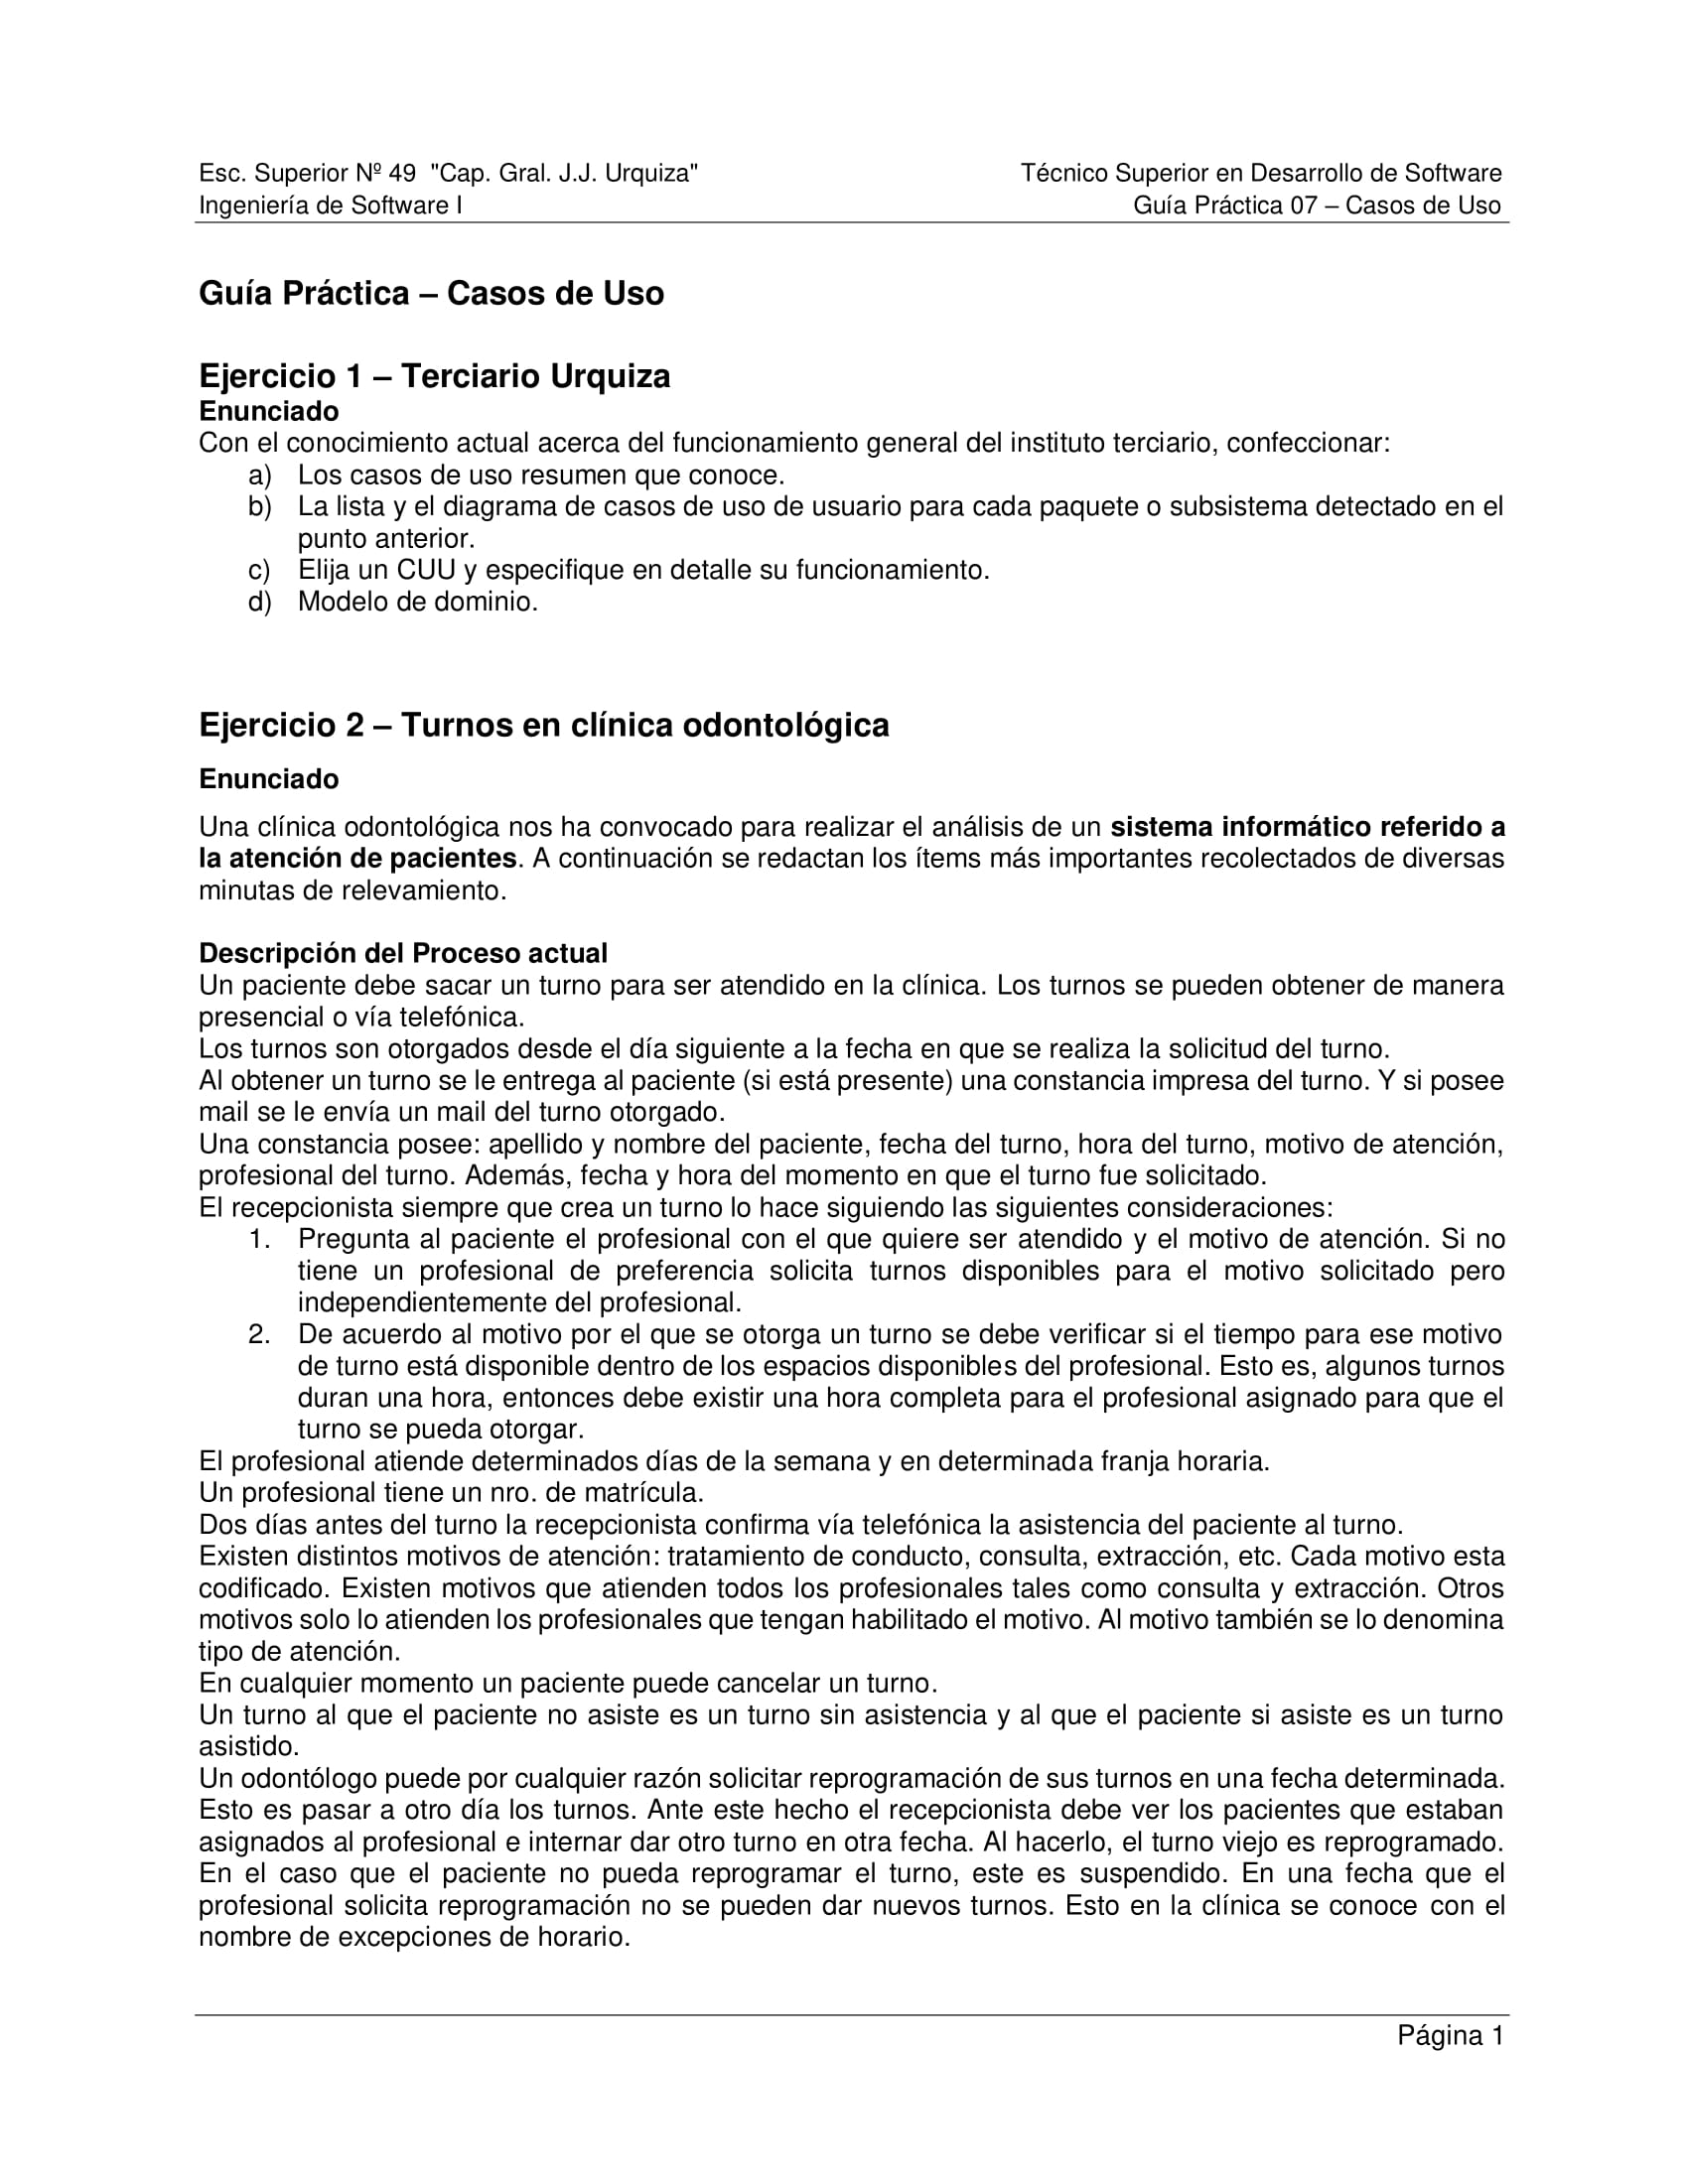 Esc. Superior Nº 49 "Cap. Gral. J.J. Urquiza" Técnico Superior en Desarrollo de Software
Ingeniería de Software I Guía Práctica 07 – Casos de Uso
Guía Práctica – Casos de Uso
Ejercicio 1 – Terciario Urquiza
Enunciado
Con el conocimiento actual acerca del funcionamiento general del instituto terciario, confeccionar:
a) Los casos de uso resumen que conoce.
b) La lista y el diagrama de casos de uso de usuario para cada paquete o subsistema detectado en el
punto anterior.
c) Elija un CUU y especifique en detalle su funcionamiento.
d) Modelo de dominio.
Ejercicio 2 – Turnos en clínica odontológica
Enunciado
Una clínica odontológica nos ha convocado para realizar el análisis de un sistema informático referido a
la atención de pacientes. A continuación se redactan los ítems más importantes recolectados de diversas
minutas de relevamiento.
Descripción del Proceso actual
Un paciente debe sacar un turno para ser atendido en la clínica. Los turnos se pueden obtener de manera
presencial o vía telefónica.
Los turnos son otorgados desde el día siguiente a la fecha en que se realiza la solicitud del turno.
Al obtener un turno se le entrega al paciente (si está presente) una constancia impresa del turno. Y si posee
mail se le envía un mail del turno otorgado.
Una constancia posee: apellido y nombre del paciente, fecha del turno, hora del turno, motivo de atención,
profesional del turno. Además, fecha y hora del momento en que el turno fue solicitado.
El recepcionista siempre que crea un turno lo hace siguiendo las siguientes consideraciones:
1. Pregunta al paciente el profesional con el que quiere ser atendido y el motivo de atención. Si no
tiene un profesional de preferencia solicita turnos disponibles para el motivo solicitado pero
independientemente del profesional.
2. De acuerdo al motivo por el que se otorga un turno se debe verificar si el tiempo para ese motivo
de turno está disponible dentro de los espacios disponibles del profesional. Esto es, algunos turnos
duran una hora, entonces debe existir una hora completa para el profesional asignado para que el
turno se pueda otorgar.
El profesional atiende determinados días de la semana y en determinada franja horaria.
Un profesional tiene un nro. de matrícula.
Dos días antes del turno la recepcionista confirma vía telefónica la asistencia del paciente al turno.
Existen distintos motivos de atención: tratamiento de conducto, consulta, extracción, etc. Cada motivo esta
codificado. Existen motivos que atienden todos los profesionales tales como consulta y extracción. Otros
motivos solo lo atienden los profesionales que tengan habilitado el motivo. Al motivo también se lo denomina
tipo de atención.
En cualquier momento un paciente puede cancelar un turno.
Un turno al que el paciente no asiste es un turno sin asistencia y al que el paciente si asiste es un turno
asistido.
Un odontólogo puede por cualquier razón solicitar reprogramación de sus turnos en una fecha determinada.
Esto es pasar a otro día los turnos. Ante este hecho el recepcionista debe ver los pacientes que estaban
asignados al profesional e internar dar otro turno en otra fecha. Al hacerlo, el turno viejo es reprogramado.
En el caso que el paciente no pueda reprogramar el turno, este es suspendido. En una fecha que el
profesional solicita reprogramación no se pueden dar nuevos turnos. Esto en la clínica se conoce con el
nombre de excepciones de horario.
Página 1